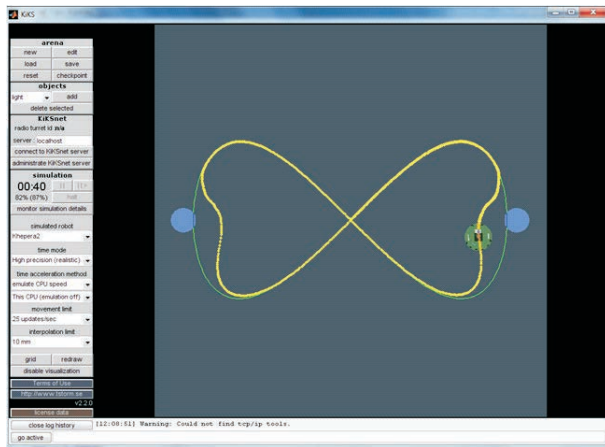 KiKS
arena
new edit
load save
reset checkpoint
objects
light add
delete selected
KiKSnet
radio turret id n/a
server: localhost
connect to KiKSnet server
administrate KiKSnet server
simulation
00:40
82% (87%) halt
monitor simulation details
simulated robot
Khepera2
time mode
High precision (realistic)
time acceleration method
emulate CPU speed
This CPU (emulation off)
movement limit
25 updates/sec
interpolation limit
10 mm
grid redraw
disable visualization
Terms of Use
http://www.tstorm.se
v2.2.0
license data
close log history [12:08:51] Warning: Could not find tcp/ip tools.
go active